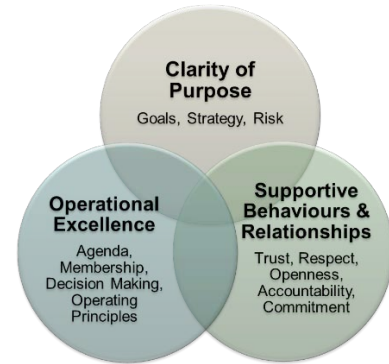 Clarity of
Purpose
Goals, Strategy, Risk
Operational
Excellence
Agenda,
Membership,
Decision Making,
Operating
Principles
Supportive
Behaviours &
Relationships
Trust, Respect,
Openness,
Accountability,
Commitment